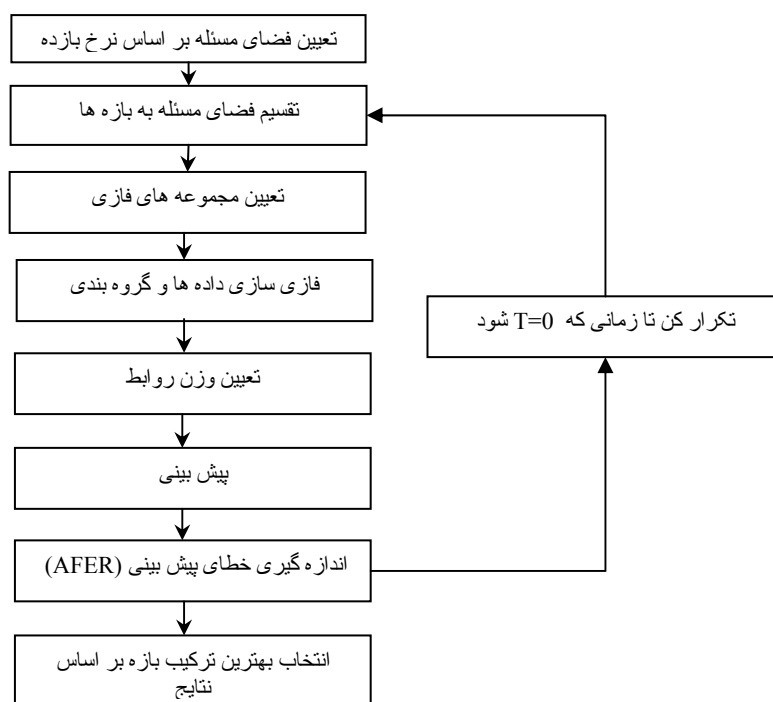 تعیین فضای مسئله بر اساس نرخ بازده
تقسیم فضای مسئله به بازه ها
تعیین مجموعه های فازی
فازی سازی داده ها و گروه بندی
تکرار کن تا زمانی که T=0 شود
تعیین وزن روابط
پیش بینی
اندازه گیری خطای پیش بینی (AFER)
انتخاب بهترین ترکیب بازه بر اساس
نتایج